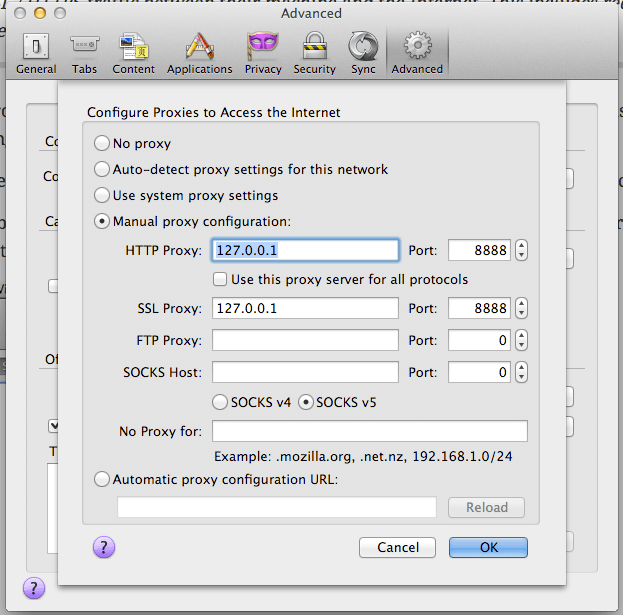 Advanced
General Tabs Content Applications Privacy Security Sync Advanced
Configure Proxies to Access the Internet
No proxy
Auto-detect proxy settings for this network
Use system proxy settings
Manual proxy configuration:
HTTP Proxy: 127.0.0.1 Port: 8888
Use this proxy server for all protocols
SSL Proxy: 127.0.0.1 Port: 8888
FTP Proxy: Port: 0
SOCKS Host: Port: 0
SOCKS v4 SOCKS v5
No Proxy for:
Example: .mozilla.org, .net.nz, 192.168.1.0/24
Automatic proxy configuration URL:
Reload
? Cancel OK
?